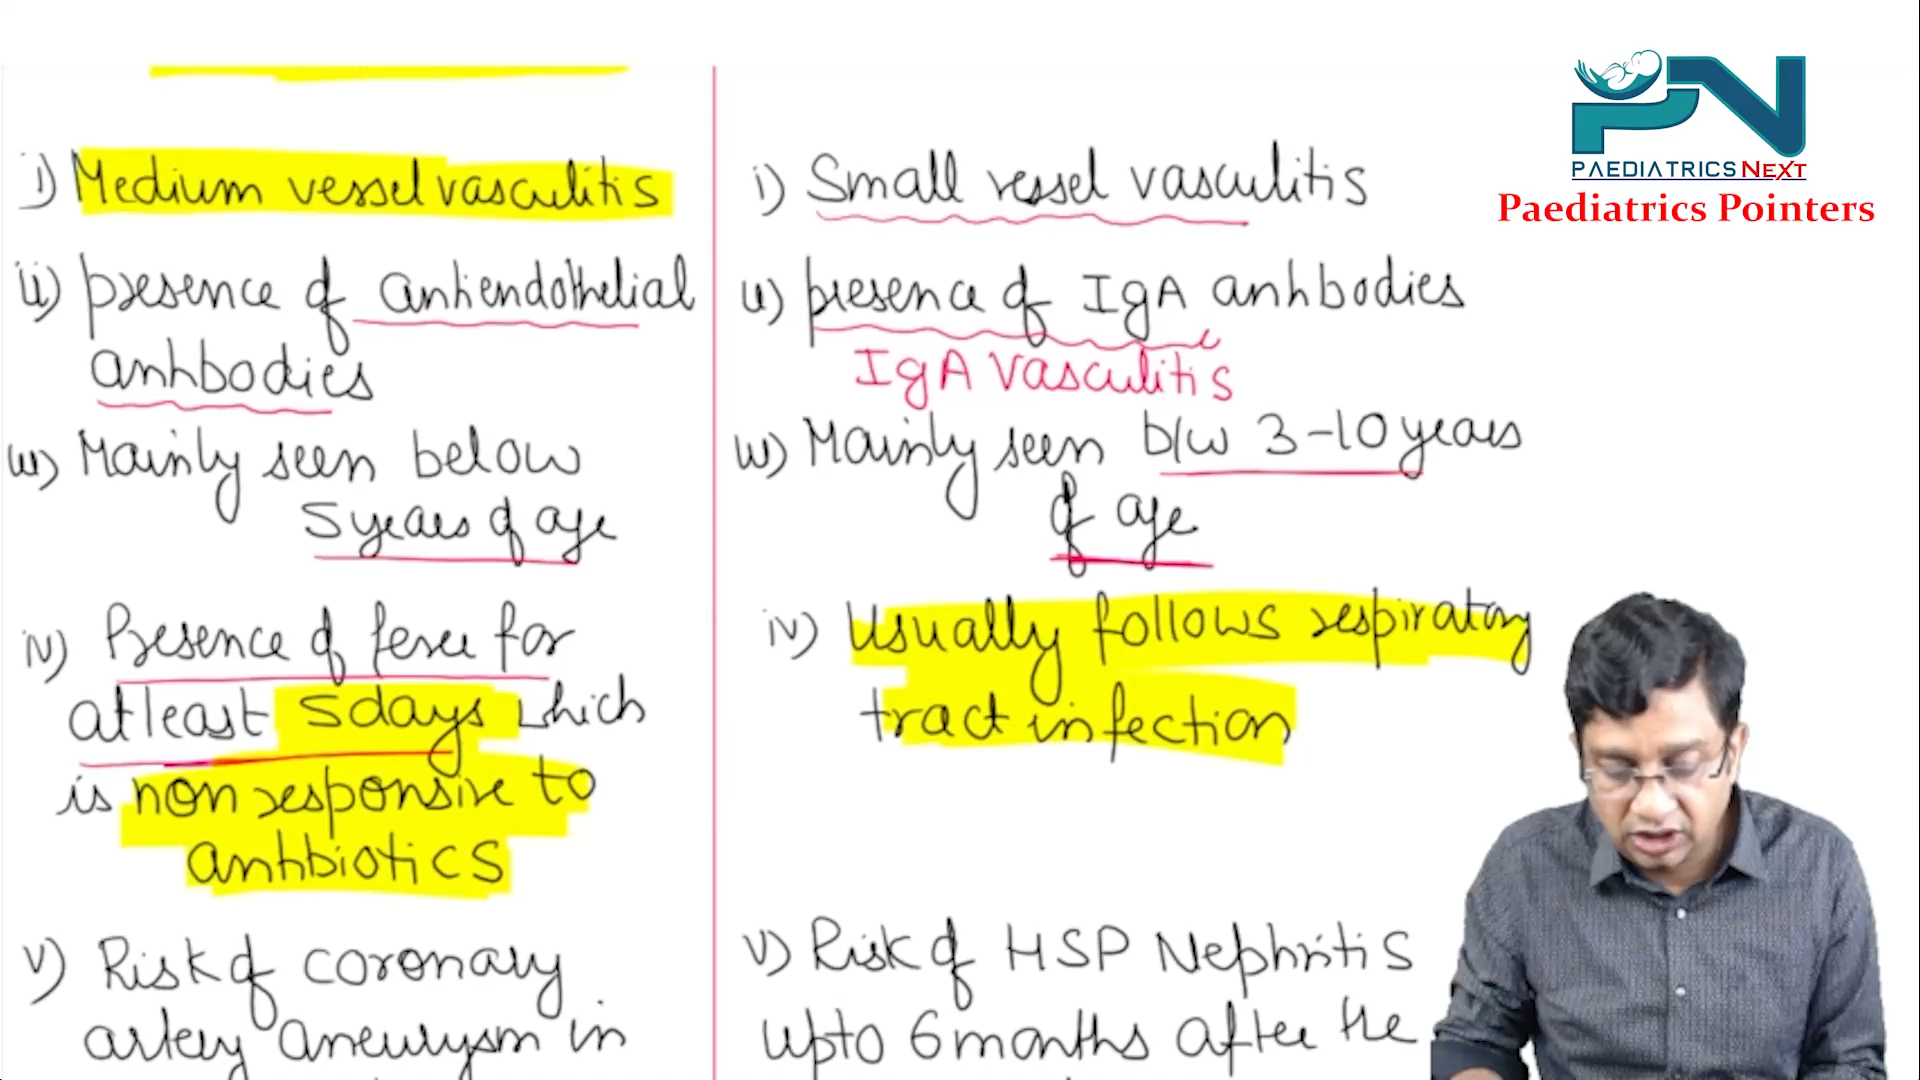 i) Medium vessel vasculitis
ii) presence of antiendothelial
antibodies
iii) Mainly seen below
5 years of age
iv) Presence of fever for
atleast 5 days which
is non responsive to
antibiotics
v) Risk of coronary
artery aneurysm in
i) Small vessel vasculitis
ii) presence of IgA antibodies
IgA vasculitis
iii) Mainly seen b/w 3-10 years
of age
iv) Usually follows respiratory
tract infection
v) Risk of HSP Nephritis
upto 6 months after the
PN
PAEDIATRICS NEXT
Paediatrics Pointers